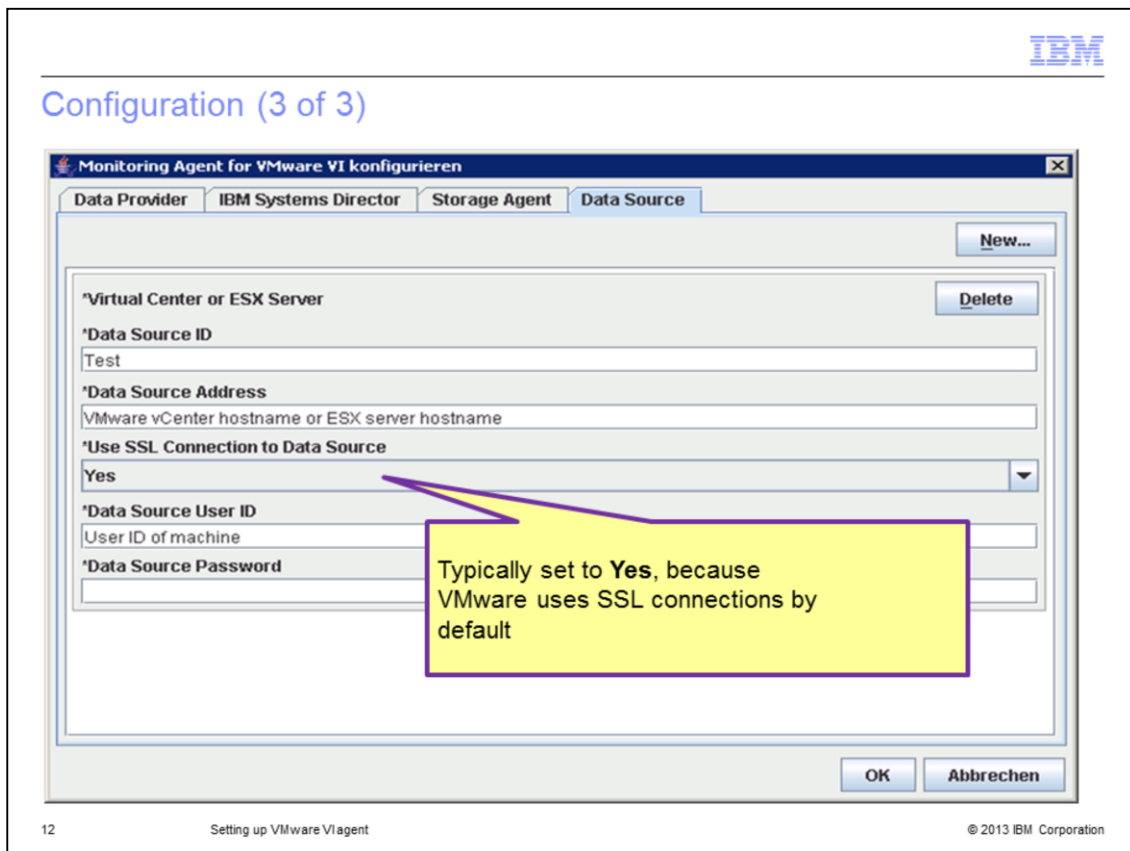 IBM
Configuration (3 of 3)
Monitoring Agent for VMware VI konfigurieren
Data Provider IBM Systems Director Storage Agent Data Source
New...
*Virtual Center or ESX Server
Delete
*Data Source ID
Test
*Data Source Address
VMware vCenter hostname or ESX server hostname
*Use SSL Connection to Data Source
Yes
*Data Source User ID
User ID of machine
*Data Source Password
Typically set to Yes, because
VMware uses SSL connections by
default
OK Abbrechen
12 Setting up VMware VI agent © 2013 IBM Corporation